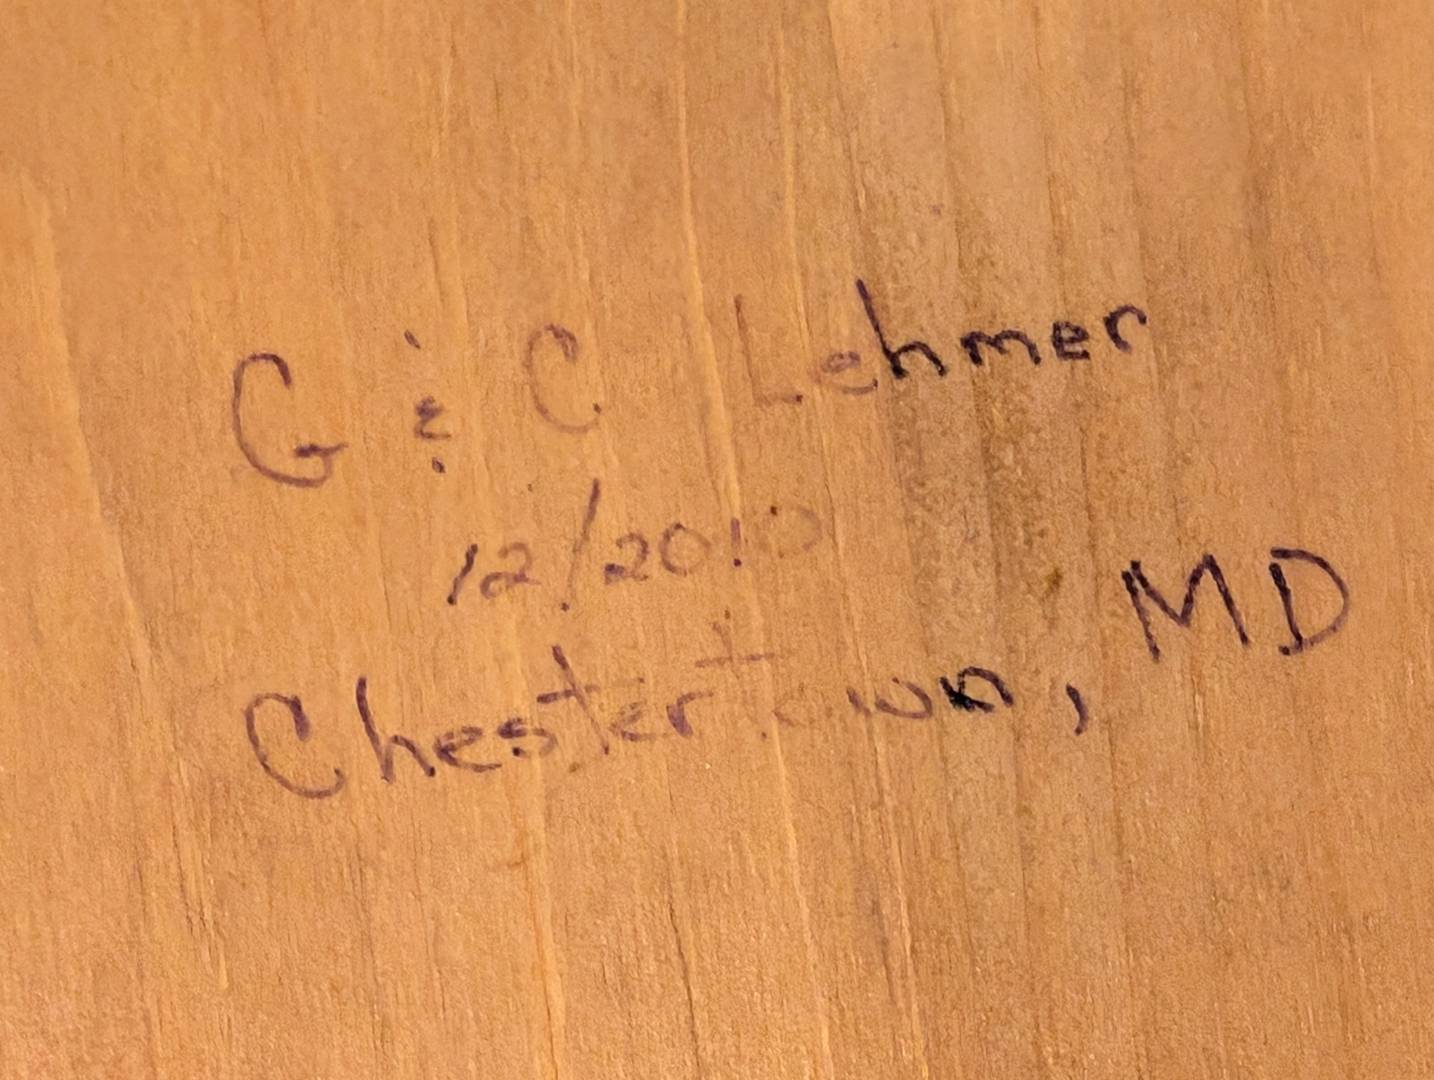 G & C Lehmer
12/2010
Chestertown, MD